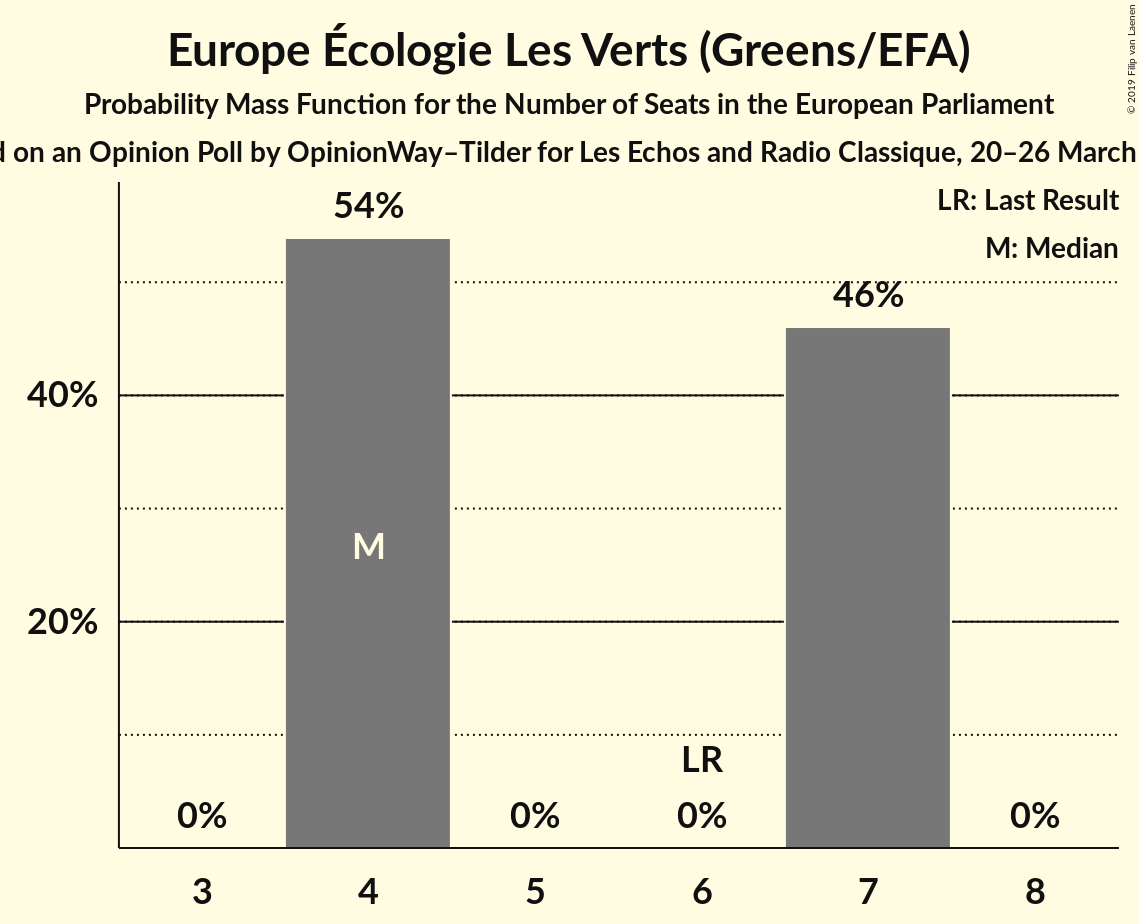 Europe Écologie Les Verts (Greens/EFA)
Probability Mass Function for the Number of Seats in the European Parliament
on an Opinion Poll by OpinionWay–Tilder for Les Echos and Radio Classique, 20–26 March
© 2019 Filip van Laenen
LR: Last Result
M: Median
54%
46%
40%
M
20%
LR
0% 0% 0% 0%
3 4 5 6 7 8